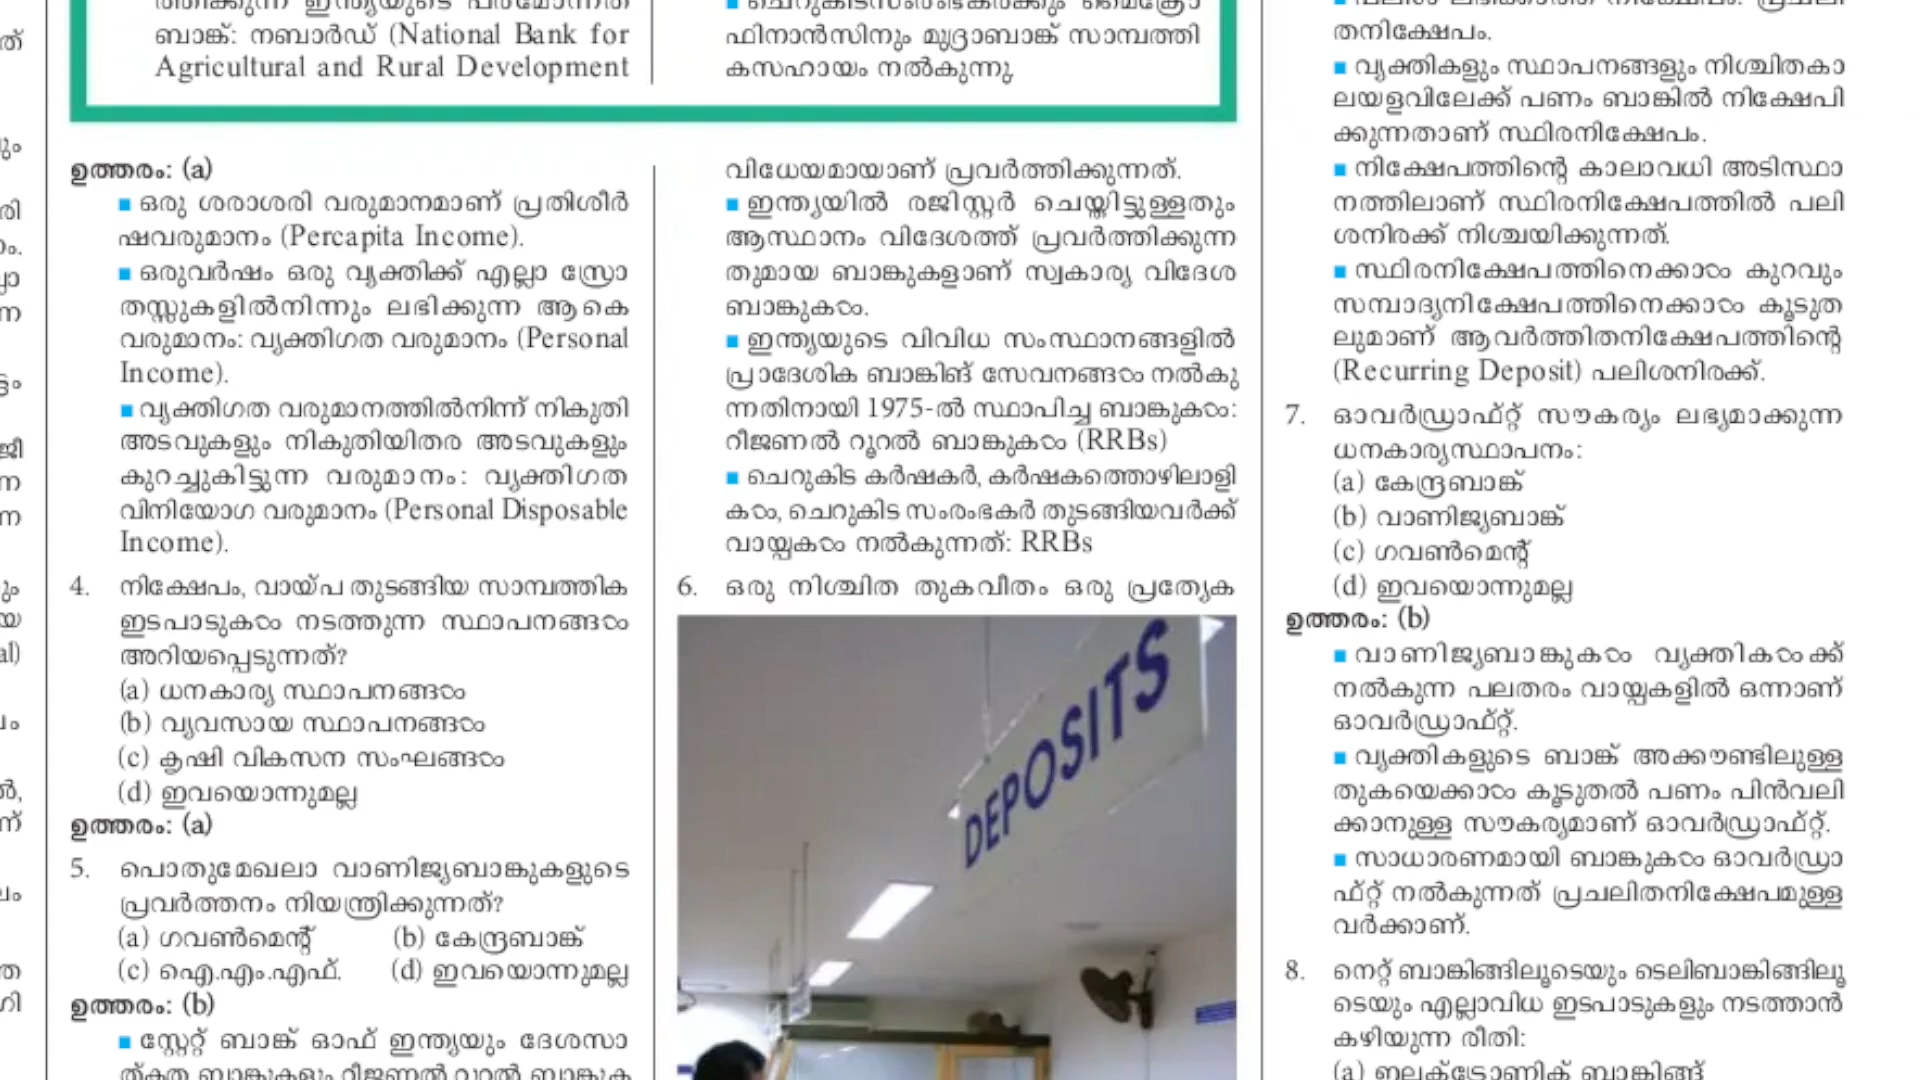 ബാങ്ക്: നബാർഡ് (National Bank for
Agricultural and Rural Development
ഫിനാൻസിനും മുദ്രാബാങ്ക് സാമ്പത്തി
കസഹായം നൽകുന്നു.
ഉത്തരം: (a)
▪ ഒരു ശരാശരി വരുമാനമാണ് പ്രതിശീർ
ഷവരുമാനം (Percapita Income).
▪ ഒരുവർഷം ഒരു വ്യക്തിക്ക് എല്ലാ സ്രോ
തസ്സുകളിൽനിന്നും ലഭിക്കുന്ന ആകെ
വരുമാനം: വ്യക്തിഗത വരുമാനം (Personal
Income).
▪ വ്യക്തിഗത വരുമാനത്തിൽനിന്ന് നികുതി
അടവുകളും നികുതിയിതര അടവുകളും
കുറച്ചുകിട്ടുന്ന വരുമാനം: വ്യക്തിഗത
വിനിയോഗ വരുമാനം (Personal Disposable
Income).
4. നിക്ഷേപം, വായ്പ തുടങ്ങിയ സാമ്പത്തിക
ഇടപാടുകൾ നടത്തുന്ന സ്ഥാപനങ്ങൾ
അറിയപ്പെടുന്നത്?
(a) ധനകാര്യ സ്ഥാപനങ്ങൾ
(b) വ്യവസായ സ്ഥാപനങ്ങൾ
(c) കൃഷി വികസന സംഘങ്ങൾ
(d) ഇവയൊന്നുമല്ല
ഉത്തരം: (a)
5. പൊതുമേഖലാ വാണിജ്യബാങ്കുകളുടെ
പ്രവർത്തനം നിയന്ത്രിക്കുന്നത്?
(a) ഗവൺമെന്റ് (b) കേന്ദ്രബാങ്ക്
(c) ഐ.എം.എഫ്. (d) ഇവയൊന്നുമല്ല
ഉത്തരം: (b)
▪ സ്റ്റേറ്റ് ബാങ്ക് ഓഫ് ഇന്ത്യയും ദേശസാ
ത്കൃത ബാങ്കുകളും റീജണൽ റൂറൽ ബാങ്കുക
വിധേയമായാണ് പ്രവർത്തിക്കുന്നത്.
▪ ഇന്ത്യയിൽ രജിസ്റ്റർ ചെയ്തിട്ടുള്ളതും
ആസ്ഥാനം വിദേശത്ത് പ്രവർത്തിക്കുന്ന
തുമായ ബാങ്കുകളാണ് സ്വകാര്യ വിദേശ
ബാങ്കുകൾ.
▪ ഇന്ത്യയുടെ വിവിധ സംസ്ഥാനങ്ങളിൽ
പ്രാദേശിക ബാങ്കിങ് സേവനങ്ങൾ നൽകു
ന്നതിനായി 1975-ൽ സ്ഥാപിച്ച ബാങ്കുകൾ:
റീജണൽ റൂറൽ ബാങ്കുകൾ (RRBs)
▪ ചെറുകിട കർഷകർ, കർഷകത്തൊഴിലാളി
കൾ, ചെറുകിട സംരംഭകർ തുടങ്ങിയവർക്ക്
വായ്പകൾ നൽകുന്നത്: RRBs
6. ഒരു നിശ്ചിത തുകവീതം ഒരു പ്രത്യേക
DEPOSITS
തനിക്ഷേപം.
▪ വ്യക്തികളും സ്ഥാപനങ്ങളും നിശ്ചിതകാ
ലയളവിലേക്ക് പണം ബാങ്കിൽ നിക്ഷേപി
ക്കുന്നതാണ് സ്ഥിരനിക്ഷേപം.
▪ നിക്ഷേപത്തിന്റെ കാലാവധി അടിസ്ഥാ
നത്തിലാണ് സ്ഥിരനിക്ഷേപത്തിൽ പലി
ശനിരക്ക് നിശ്ചയിക്കുന്നത്.
▪ സ്ഥിരനിക്ഷേപത്തിനെക്കാൾ കുറവും
സമ്പാദ്യനിക്ഷേപത്തിനെക്കാൾ കൂടുത
ലുമാണ് ആവർത്തിതനിക്ഷേപത്തിന്റെ
(Recurring Deposit) പലിശനിരക്ക്.
7. ഓവർഡ്രാഫ്റ്റ് സൗകര്യം ലഭ്യമാക്കുന്ന
ധനകാര്യസ്ഥാപനം:
(a) കേന്ദ്രബാങ്ക്
(b) വാണിജ്യബാങ്ക്
(c) ഗവൺമെന്റ്
(d) ഇവയൊന്നുമല്ല
ഉത്തരം: (b)
▪ വാണിജ്യബാങ്കുകൾ വ്യക്തികൾക്ക്
നൽകുന്ന പലതരം വായ്പകളിൽ ഒന്നാണ്
ഓവർഡ്രാഫ്റ്റ്.
▪ വ്യക്തികളുടെ ബാങ്ക് അക്കൗണ്ടിലുള്ള
തുകയെക്കാൾ കൂടുതൽ പണം പിൻവലി
ക്കാനുള്ള സൗകര്യമാണ് ഓവർഡ്രാഫ്റ്റ്.
▪ സാധാരണമായി ബാങ്കുകൾ ഓവർഡ്രാ
ഫ്റ്റ് നൽകുന്നത് പ്രചലിതനിക്ഷേപമുള്ള
വർക്കാണ്.
8. നെറ്റ് ബാങ്കിങ്ങിലൂടെയും ടെലിബാങ്കിങ്ങിലൂ
ടെയും എല്ലാവിധ ഇടപാടുകളും നടത്താൻ
കഴിയുന്ന രീതി:
(a) ഇലക്ട്രോണിക് ബാങ്കിങ്ങ്